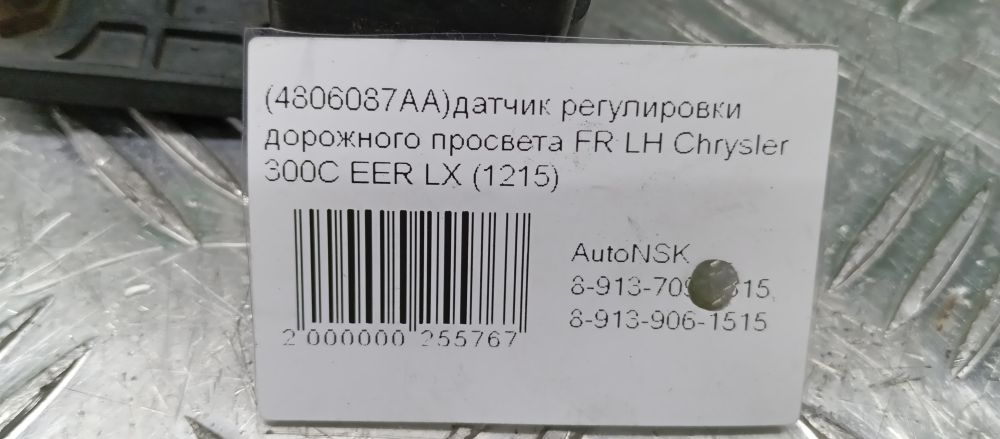 (4806087AA)датчик регулировки
дорожного просвета FR LH Chrysler
300C EER LX (1215)
AutoNSK
8-913-906-1515
2 000000 255767